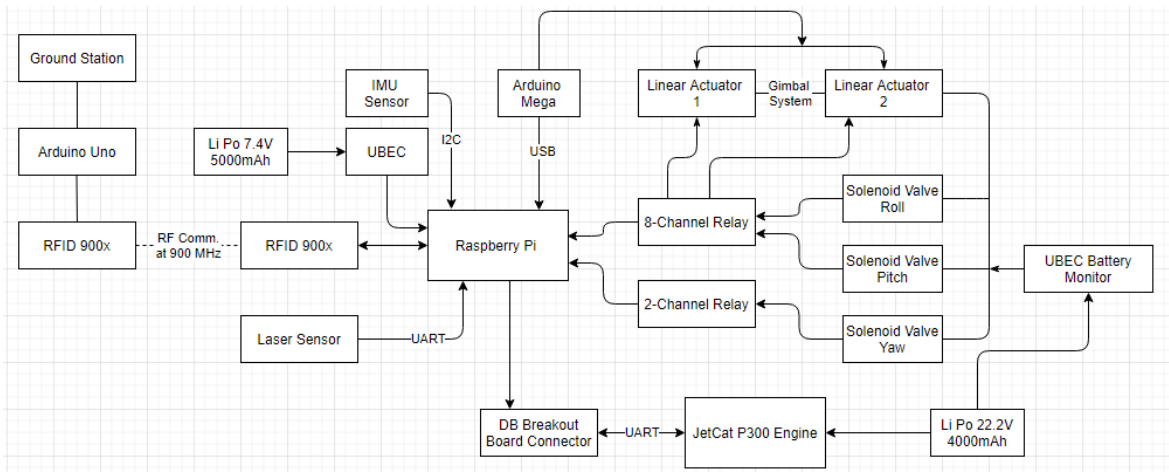 Ground Station
IMU
Sensor
Arduino
Mega
Linear Actuator
1
Gimbal
System
Linear Actuator
2
Arduino Uno
Li Po 7.4V
5000mAh
UBEC
I2C
USB
RFID 900x
RF Comm.
at 900 MHz
RFID 900x
Raspberry Pi
8-Channel Relay
Solenoid Valve
Roll
Solenoid Valve
Pitch
UBEC Battery
Monitor
2-Channel Relay
Laser Sensor
UART
Solenoid Valve
Yaw
DB Breakout
Board Connector
UART
JetCat P300 Engine
Li Po 22.2V
4000mAh